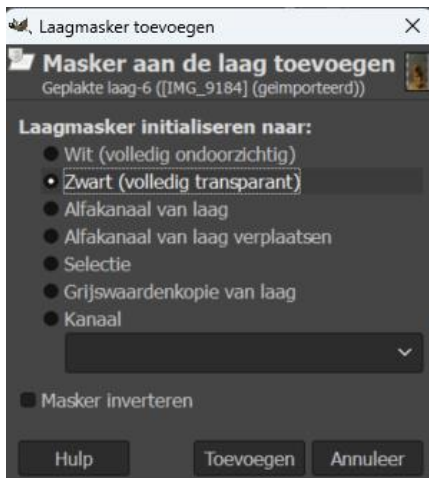 Laagmasker toevoegen
Masker aan de laag toevoegen
Geplakte laag-6 ([IMG_9184] (geïmporteerd))
Laagmasker initialiseren naar:
Wit (volledig ondoorzichtig)
Zwart (volledig transparant)
Alfakanaal van laag
Alfakanaal van laag verplaatsen
Selectie
Grijswaardenkopie van laag
Kanaal
Masker inverteren
Hulp Toevoegen Annuleer